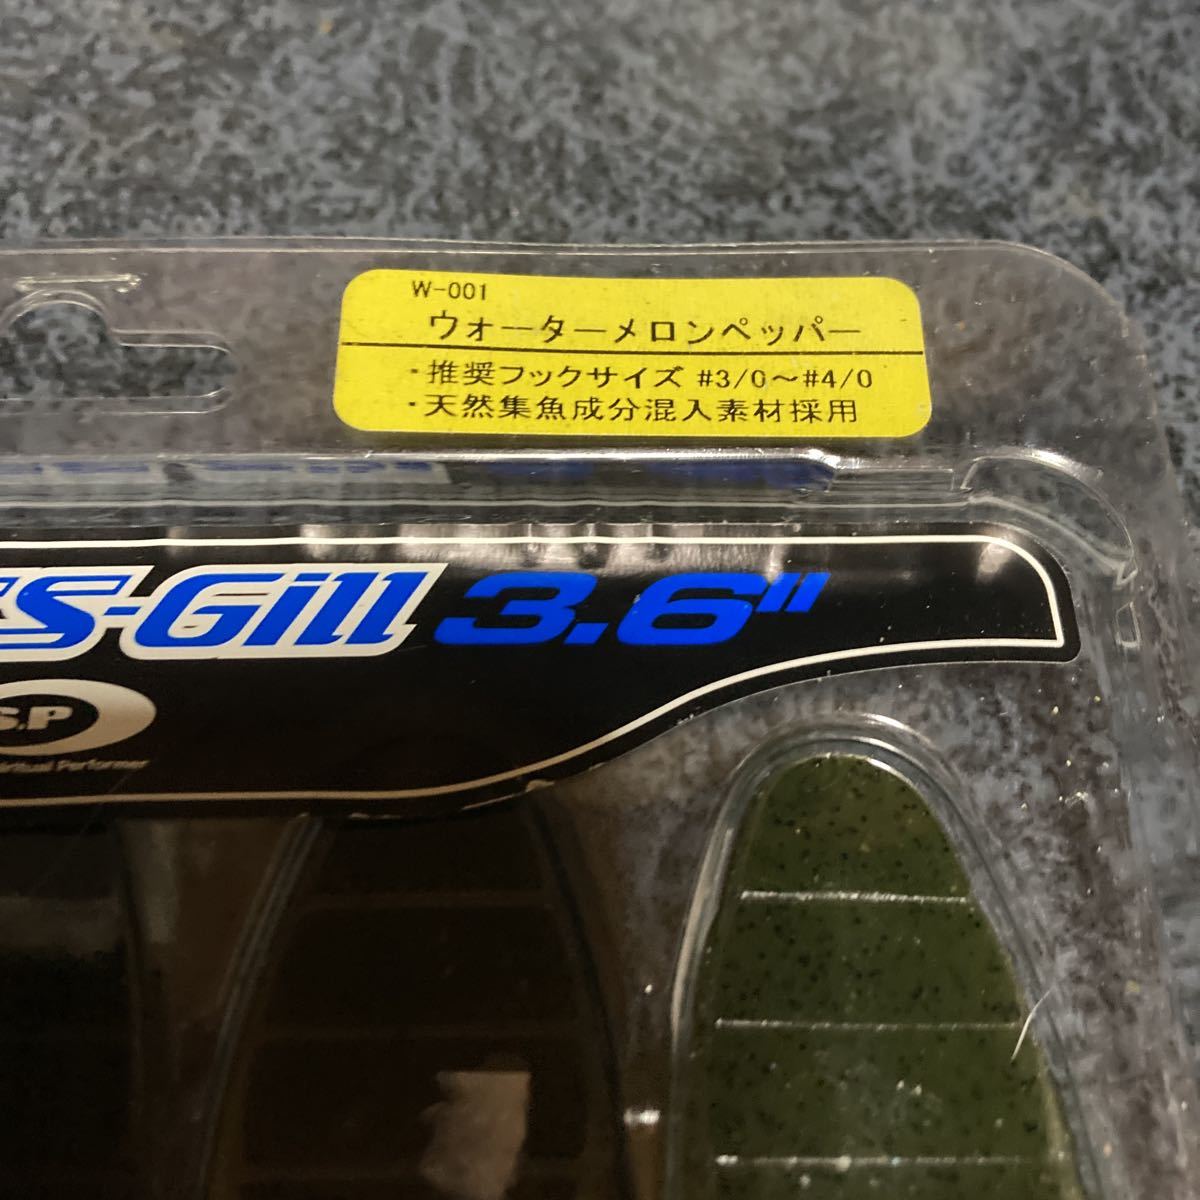 W-001
ウォーターメロンペッパー
・推奨フックサイズ #3/0～#4/0
・天然集魚成分混入素材採用
S-Gill 3.6"
S.P
Performer